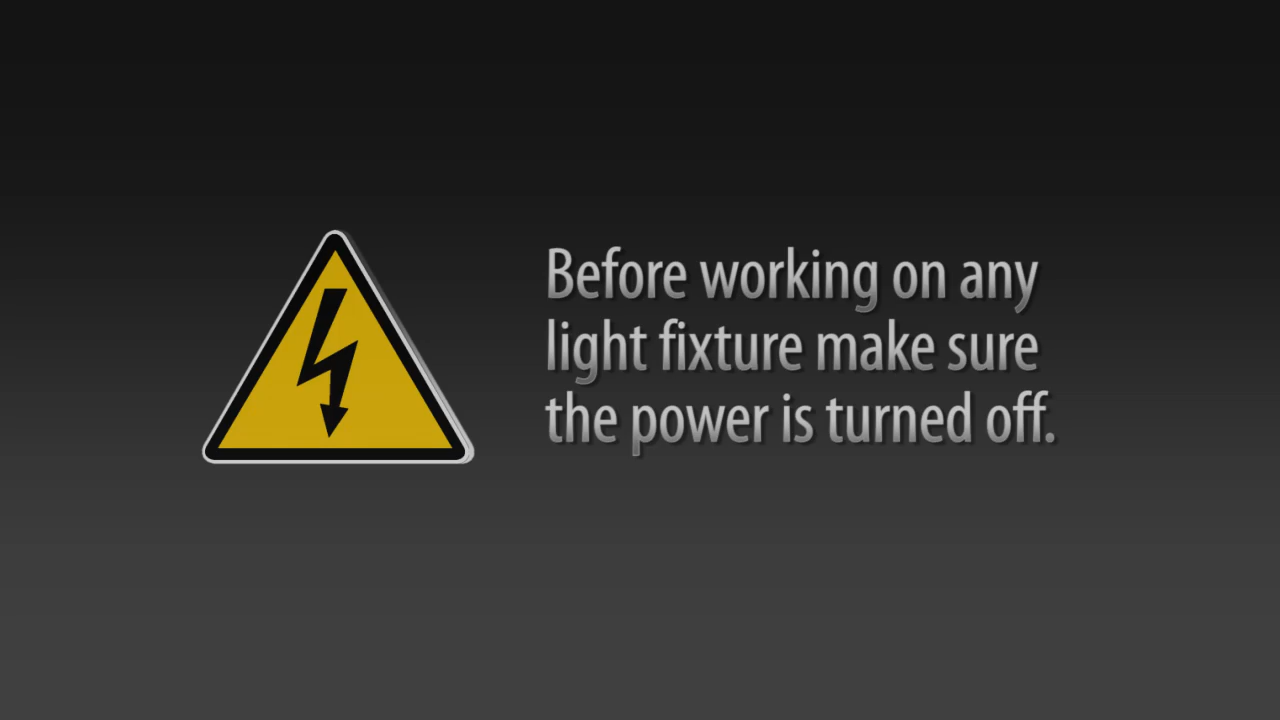 Before working on any
light fixture make sure
the power is turned off.